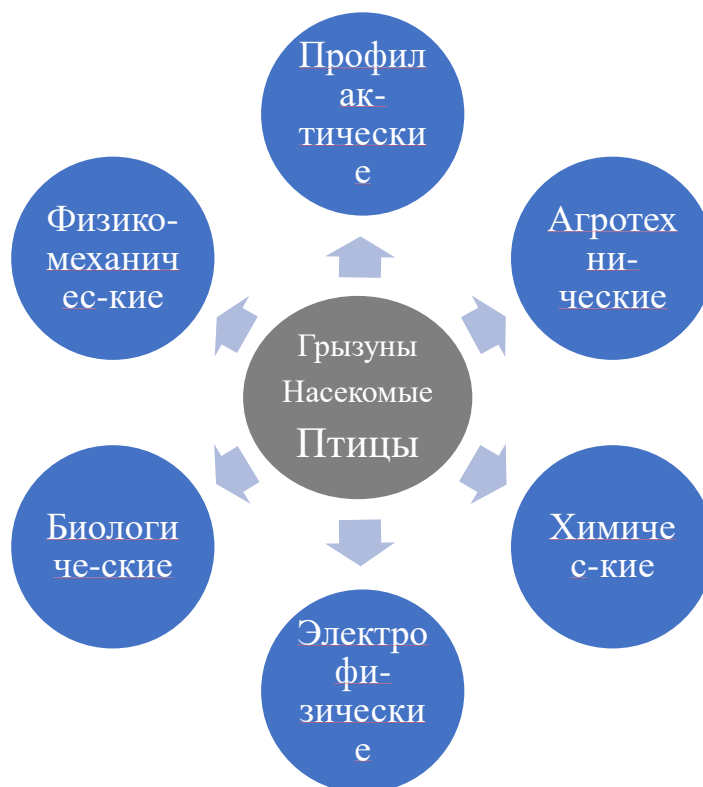 Профил
ак-
тически
е
Физико-
механич
ес-кие
Агротех
ни-
ческие
Грызуны
Насекомые
Птицы
Биологи
че-ские
Химиче
с-кие
Электро
фи-
зически
е